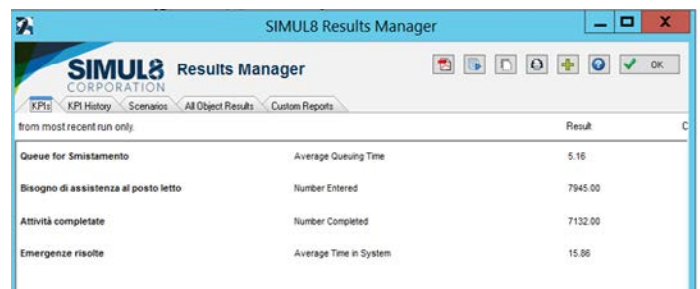 SIMUL8 Results Manager
SIMUL8 Results Manager
CORPORATION
OK
KPIs KPI History Scenarios All Object Results Custom Reports
from most recent run only. Result C
Queue for Smistamento Average Queuing Time 5.16
Bisogno di assistenza al posto letto Number Entered 7945.00
Attività completate Number Completed 7132.00
Emergenze risolte Average Time in System 15.86